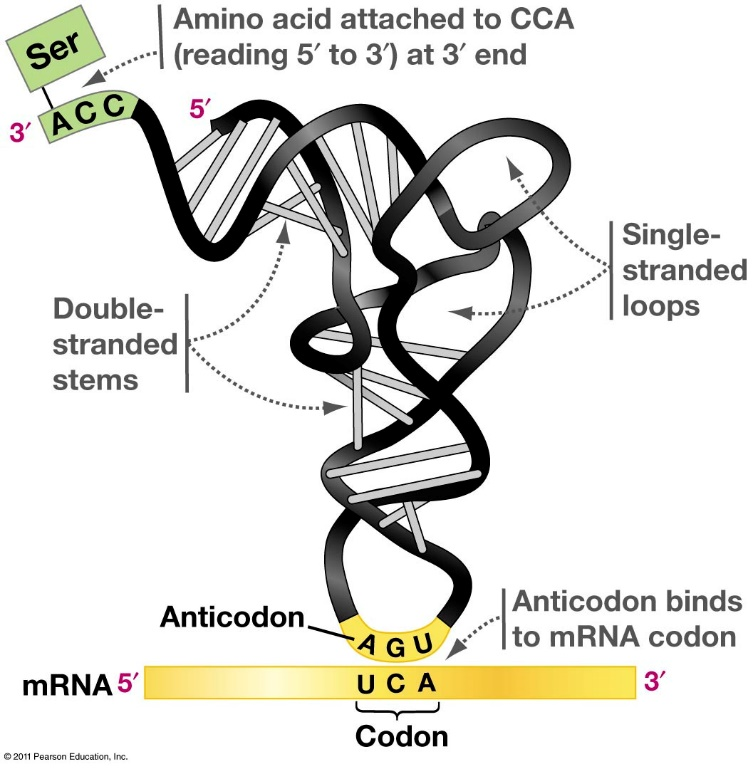 Amino acid attached to CCA
(reading 5′ to 3′) at 3′ end
Ser
3′ A C C
5′
Single-
stranded
loops
Double-
stranded
stems
Anticodon
A G U
Anticodon binds
to mRNA codon
mRNA 5′ U C A 3′
Codon
© 2011 Pearson Education, Inc.